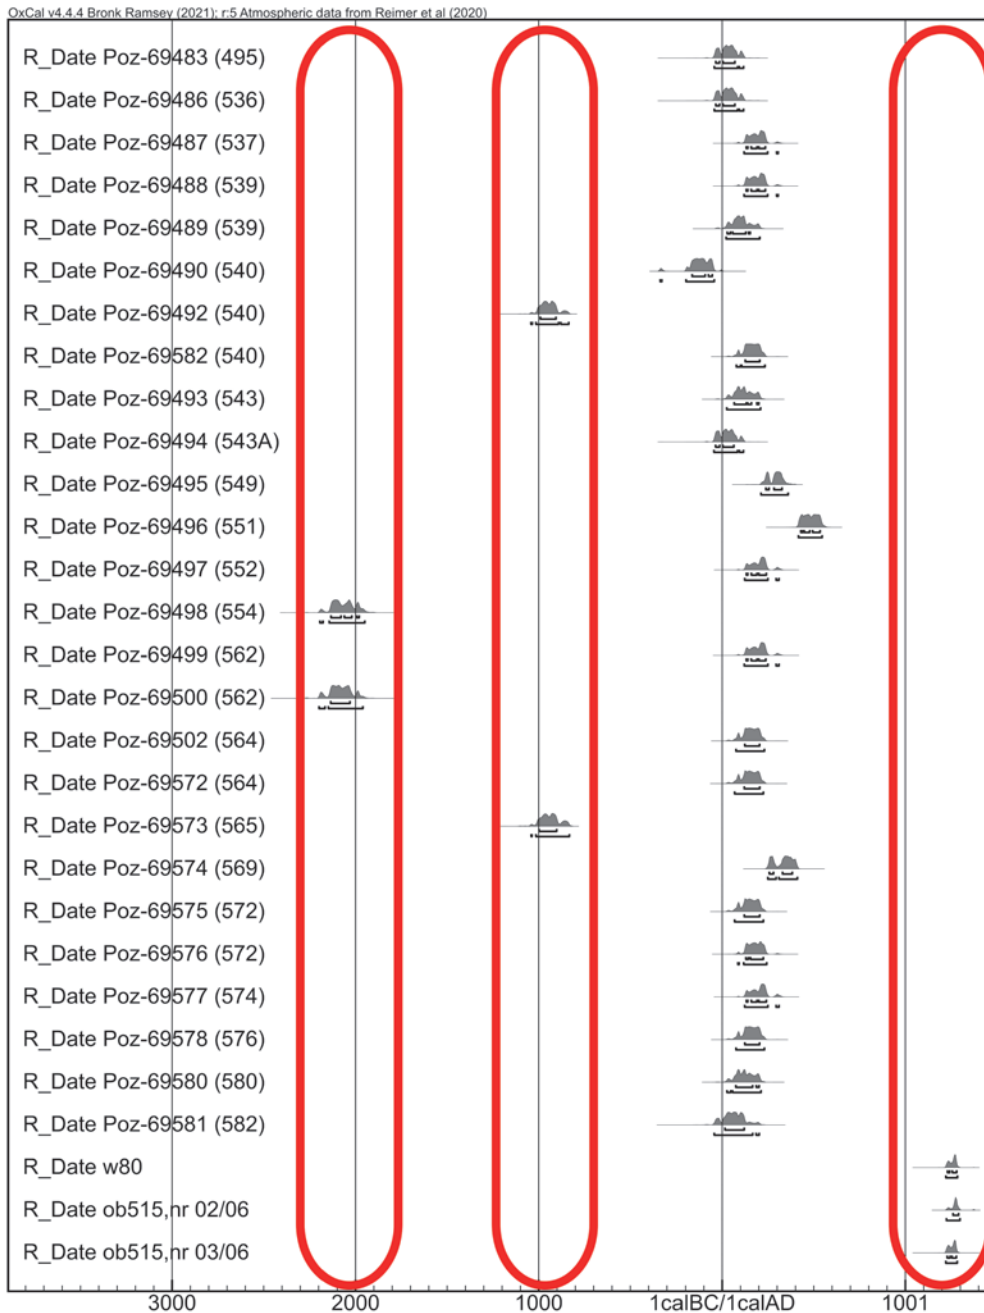 OxCal v4.4.4 Bronk Ramsey (2021); r:5 Atmospheric data from Reimer et al (2020)
R_Date Poz-69483 (495)
R_Date Poz-69486 (536)
R_Date Poz-69487 (537)
R_Date Poz-69488 (539)
R_Date Poz-69489 (539)
R_Date Poz-69490 (540)
R_Date Poz-69492 (540)
R_Date Poz-69582 (540)
R_Date Poz-69493 (543)
R_Date Poz-69494 (543A)
R_Date Poz-69495 (549)
R_Date Poz-69496 (551)
R_Date Poz-69497 (552)
R_Date Poz-69498 (554)
R_Date Poz-69499 (562)
R_Date Poz-69500 (562)
R_Date Poz-69502 (564)
R_Date Poz-69572 (564)
R_Date Poz-69573 (565)
R_Date Poz-69574 (569)
R_Date Poz-69575 (572)
R_Date Poz-69576 (572)
R_Date Poz-69577 (574)
R_Date Poz-69578 (576)
R_Date Poz-69580 (580)
R_Date Poz-69581 (582)
R_Date w80
R_Date ob515,nr 02/06
R_Date ob515,nr 03/06
3000 2000 1000 1calBC/1calAD 1001